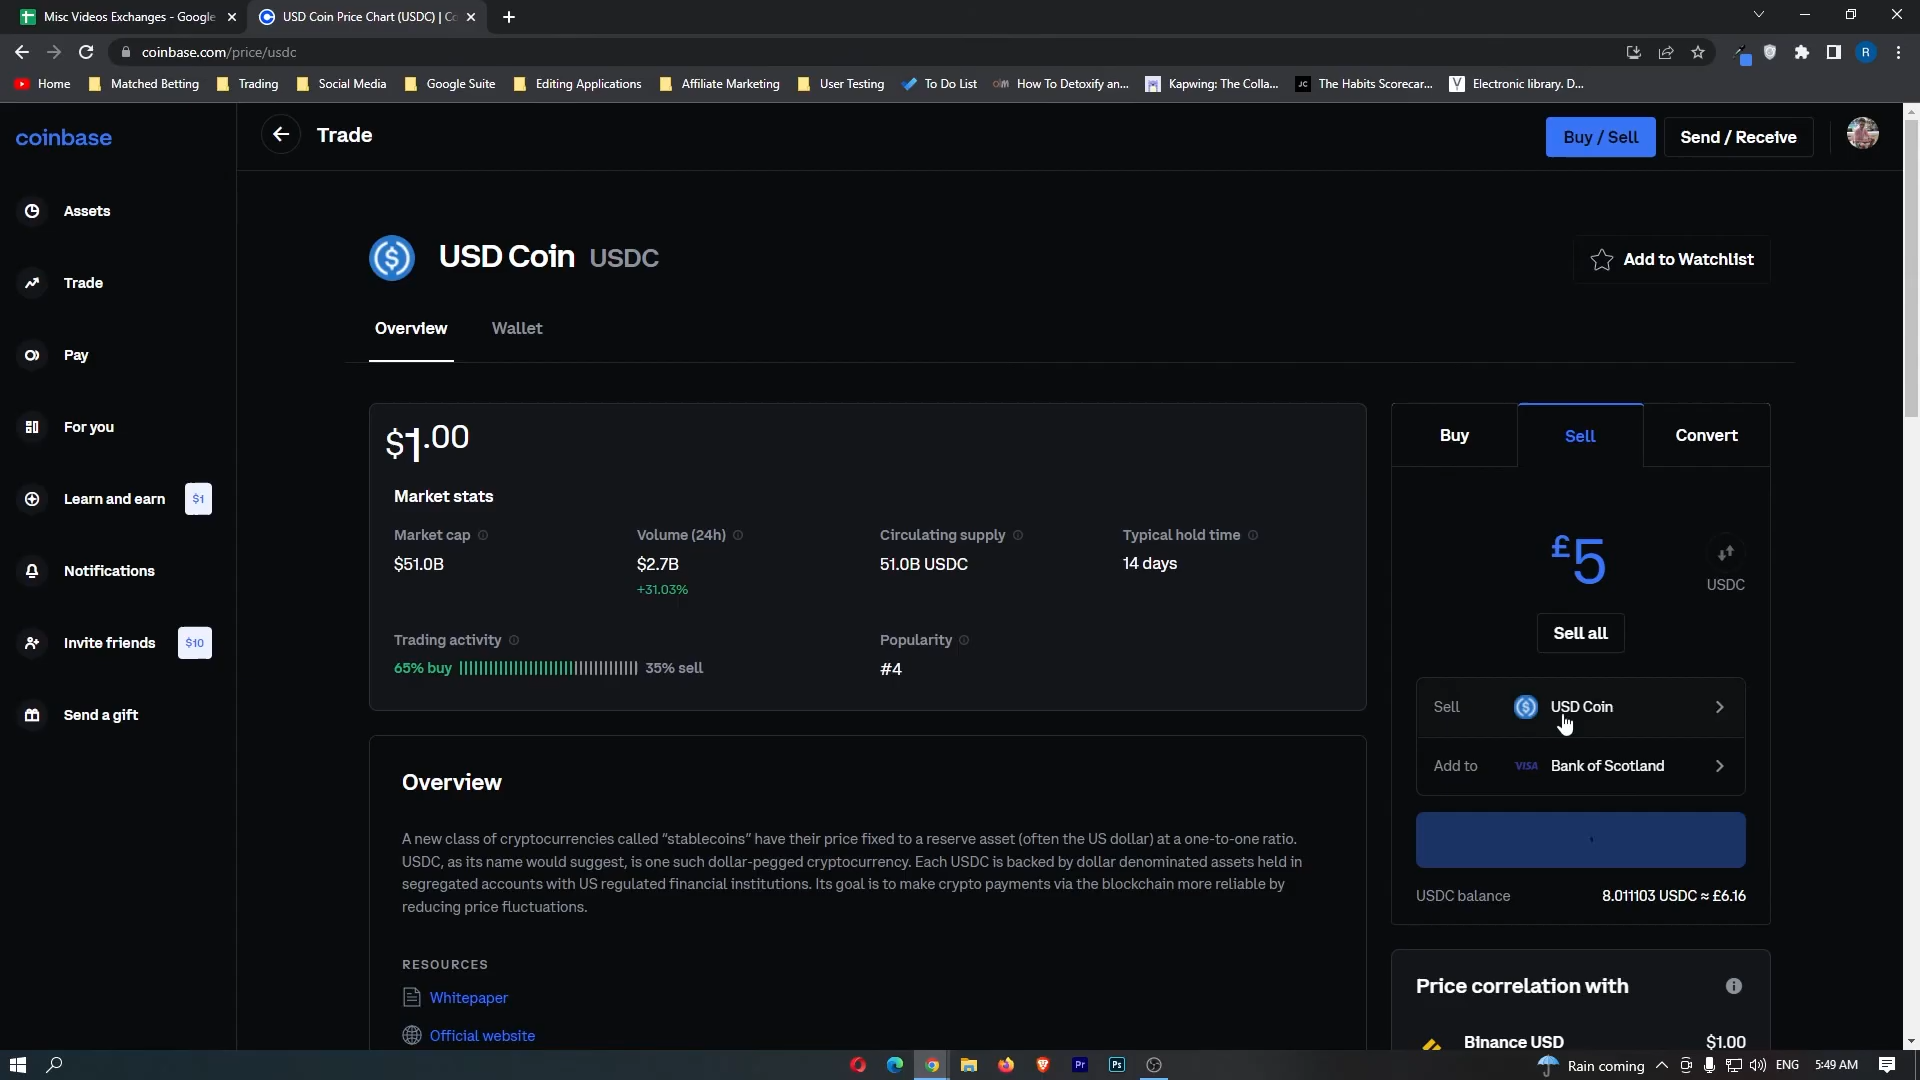 Misc Videos Exchanges - Google
USD Coin Price Chart (USDC) | Co
coinbase.com/price/usdc
R
Home
Matched Betting
Trading
Social Media
Google Suite
Editing Applications
Affiliate Marketing
User Testing
To Do List
How To Detoxify an...
Kapwing: The Colla...
JC The Habits Scorecar...
Electronic library. D...
coinbase
Trade
Buy / Sell
Send / Receive
Assets
Trade
Pay
For you
Learn and earn $1
Notifications
Invite friends $10
Send a gift
USD Coin USDC
Add to Watchlist
Overview
Wallet
$1.00
Market stats
Market cap
$51.0B
Volume (24h)
$2.7B
+31.03%
Circulating supply
51.0B USDC
Typical hold time
14 days
Trading activity
65% buy
35% sell
Popularity
#4
Overview
A new class of cryptocurrencies called “stablecoins” have their price fixed to a reserve asset (often the US dollar) at a one-to-one ratio.
USDC, as its name would suggest, is one such dollar-pegged cryptocurrency. Each USDC is backed by dollar denominated assets held in
segregated accounts with US regulated financial institutions. Its goal is to make crypto payments via the blockchain more reliable by
reducing price fluctuations.
RESOURCES
Whitepaper
Official website
Buy
Sell
Convert
£5
USDC
Sell all
Sell USD Coin
Add to VISA Bank of Scotland
USDC balance 8.011103 USDC ≈ £6.16
Price correlation with
Binance USD $1.00
Pr
Ps
Rain coming
ENG
5:49 AM